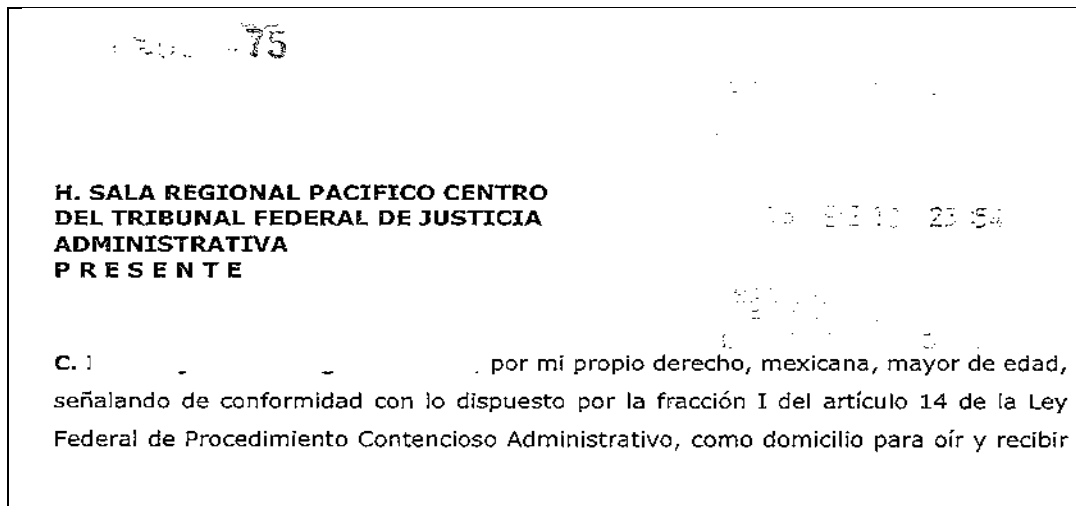 75
H. SALA REGIONAL PACIFICO CENTRO
DEL TRIBUNAL FEDERAL DE JUSTICIA
ADMINISTRATIVA
P R E S E N T E
23 54
C. por mi propio derecho, mexicana, mayor de edad,
señalando de conformidad con lo dispuesto por la fracción I del artículo 14 de la Ley
Federal de Procedimiento Contencioso Administrativo, como domicilio para oír y recibir